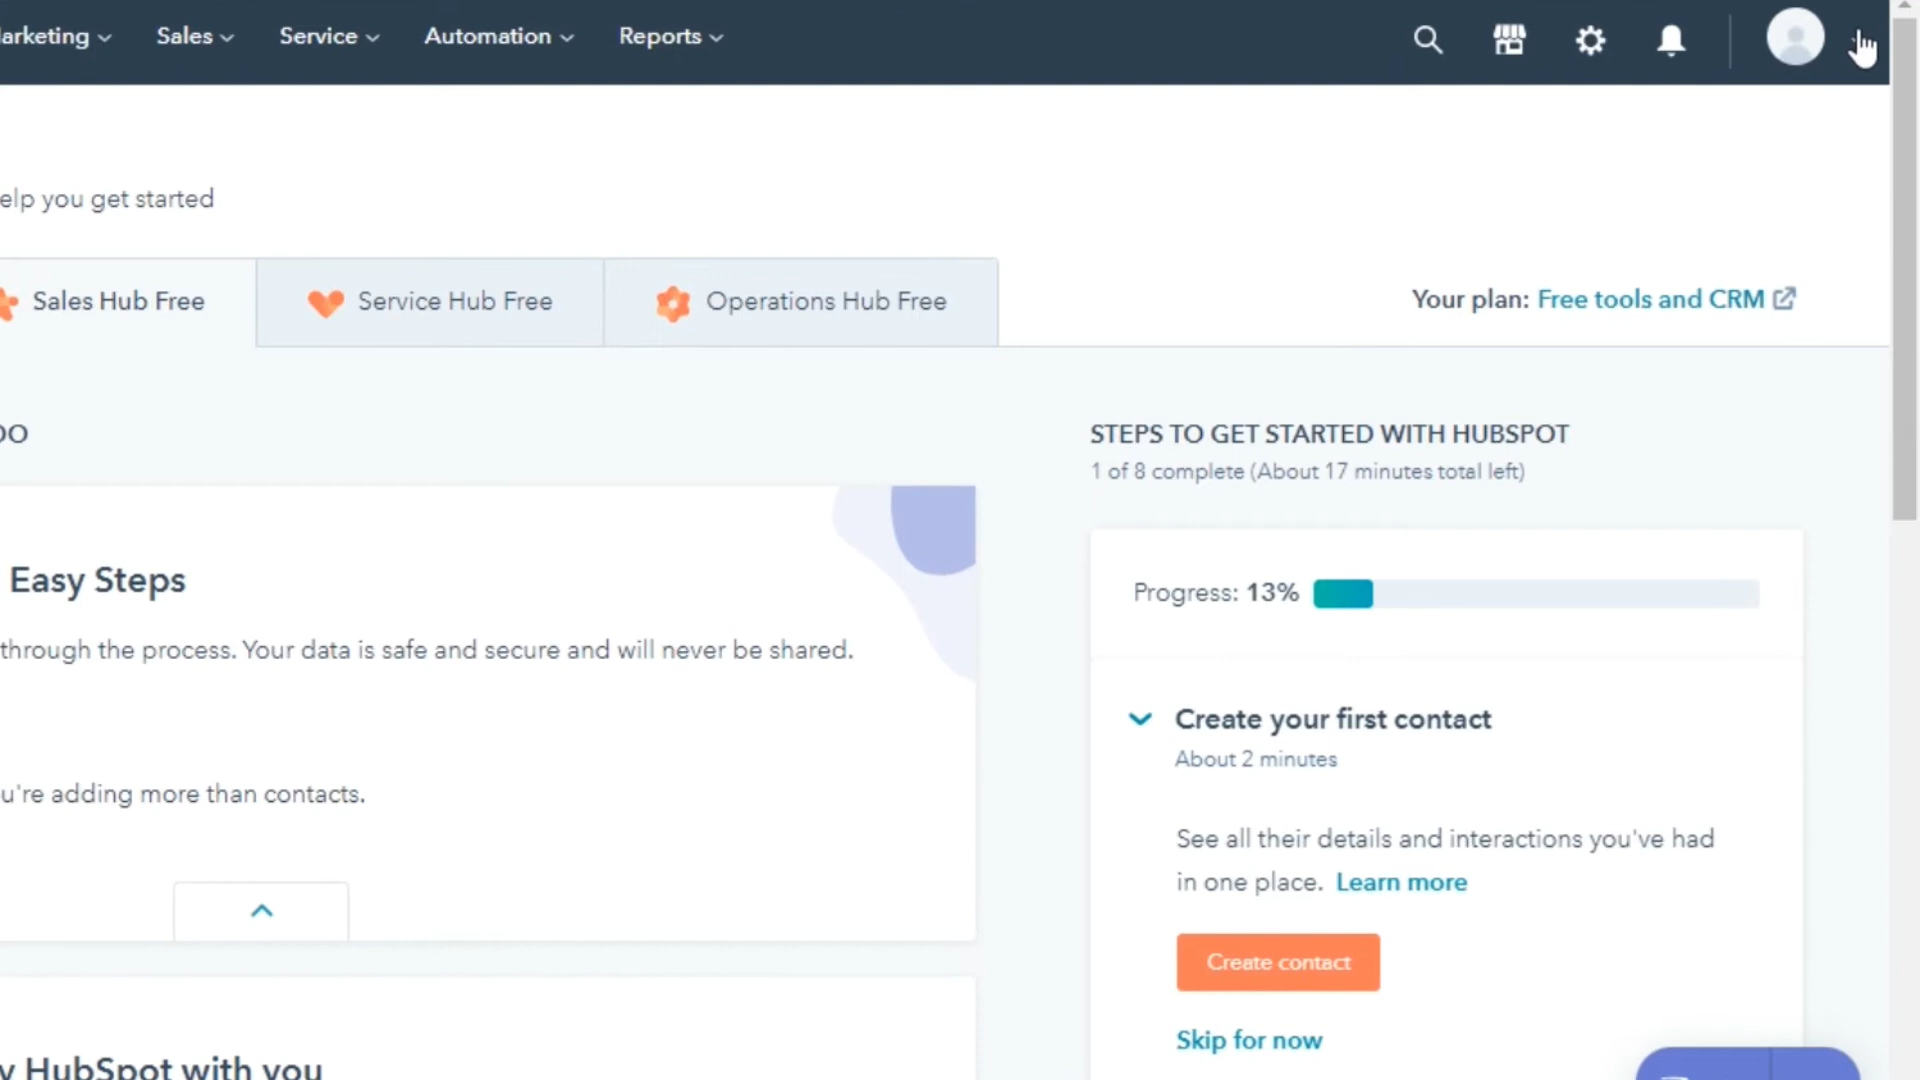 arketing
Sales
Service
Automation
Reports
elp you get started
Sales Hub Free
Service Hub Free
Operations Hub Free
Your plan: Free tools and CRM
DO
STEPS TO GET STARTED WITH HUBSPOT
1 of 8 complete (About 17 minutes total left)
Easy Steps
through the process. Your data is safe and secure and will never be shared.
u're adding more than contacts.
Progress: 13%
Create your first contact
About 2 minutes
See all their details and interactions you've had
in one place. Learn more
Create contact
Skip for now
y HubSpot with you